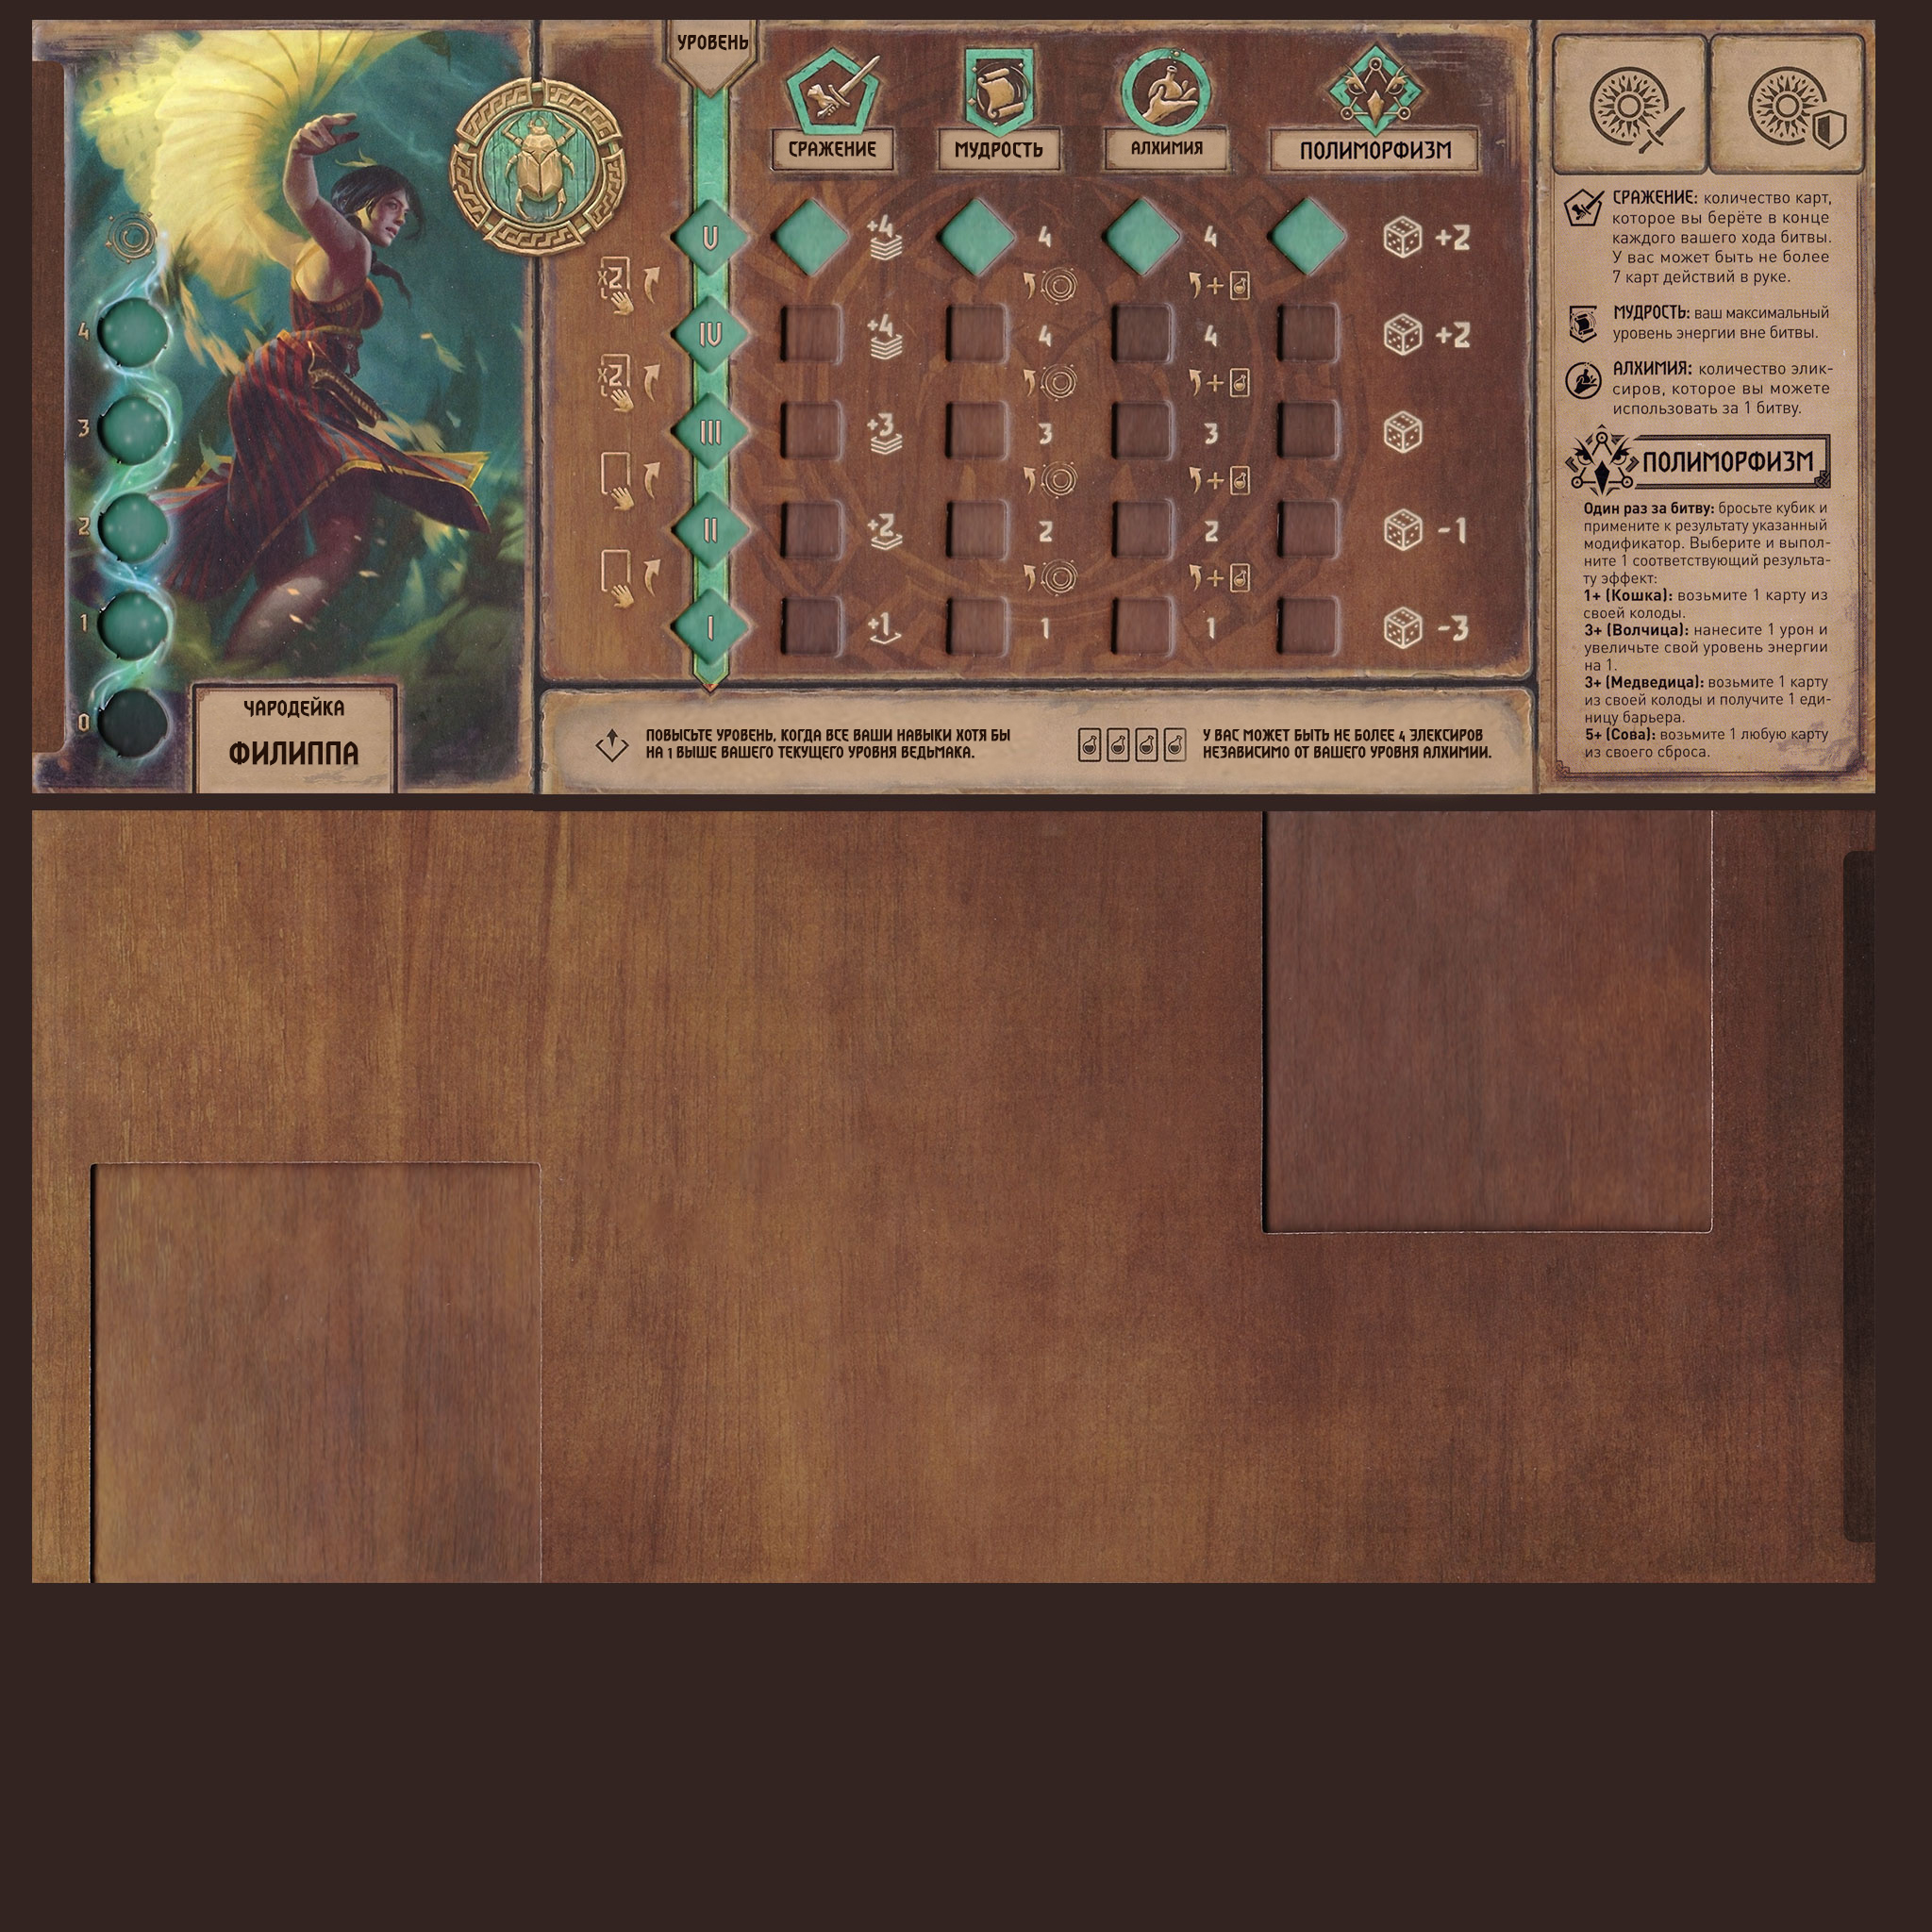 УРОВЕНЬ
СРАЖЕНИЕ
МУДРОСТЬ
АЛХИМИЯ
ПОЛИМОРФИЗМ
V
+4
4
4
+2
x2
IV
+4
4
4
+2
x2
III
+3
3
3
II
+2
2
2
-1
I
+1
1
1
-3
4
3
2
1
0
ЧАРОДЕЙКА
ФИЛИППА
ПОВЫСЬТЕ УРОВЕНЬ, КОГДА ВСЕ ВАШИ НАВЫКИ ХОТЯ БЫ
НА 1 ВЫШЕ ВАШЕГО ТЕКУЩЕГО УРОВНЯ ВЕДЬМАКА.
У ВАС МОЖЕТ БЫТЬ НЕ БОЛЕЕ 4 ЭЛЕКСИРОВ
НЕЗАВИСИМО ОТ ВАШЕГО УРОВНЯ АЛХИМИИ.
СРАЖЕНИЕ: количество карт,
которое вы берёте в конце
каждого вашего хода битвы.
У вас может быть не более
7 карт действий в руке.
МУДРОСТЬ: ваш максимальный
уровень энергии вне битвы.
АЛХИМИЯ: количество элик-
сиров, которое вы можете
использовать за 1 битву.
ПОЛИМОРФИЗМ
Один раз за битву: бросьте кубик и
примените к результату указанный
модификатор. Выберите и выпол-
ните 1 соответствующий результа-
ту эффект:
1+ (Кошка): возьмите 1 карту из
своей колоды.
3+ (Волчица): нанесите 1 урон и
увеличьте свой уровень энергии
на 1.
3+ (Медведица): возьмите 1 карту
из своей колоды и получите 1 еди-
ницу барьера.
5+ (Сова): возьмите 1 любую карту
из своего сброса.